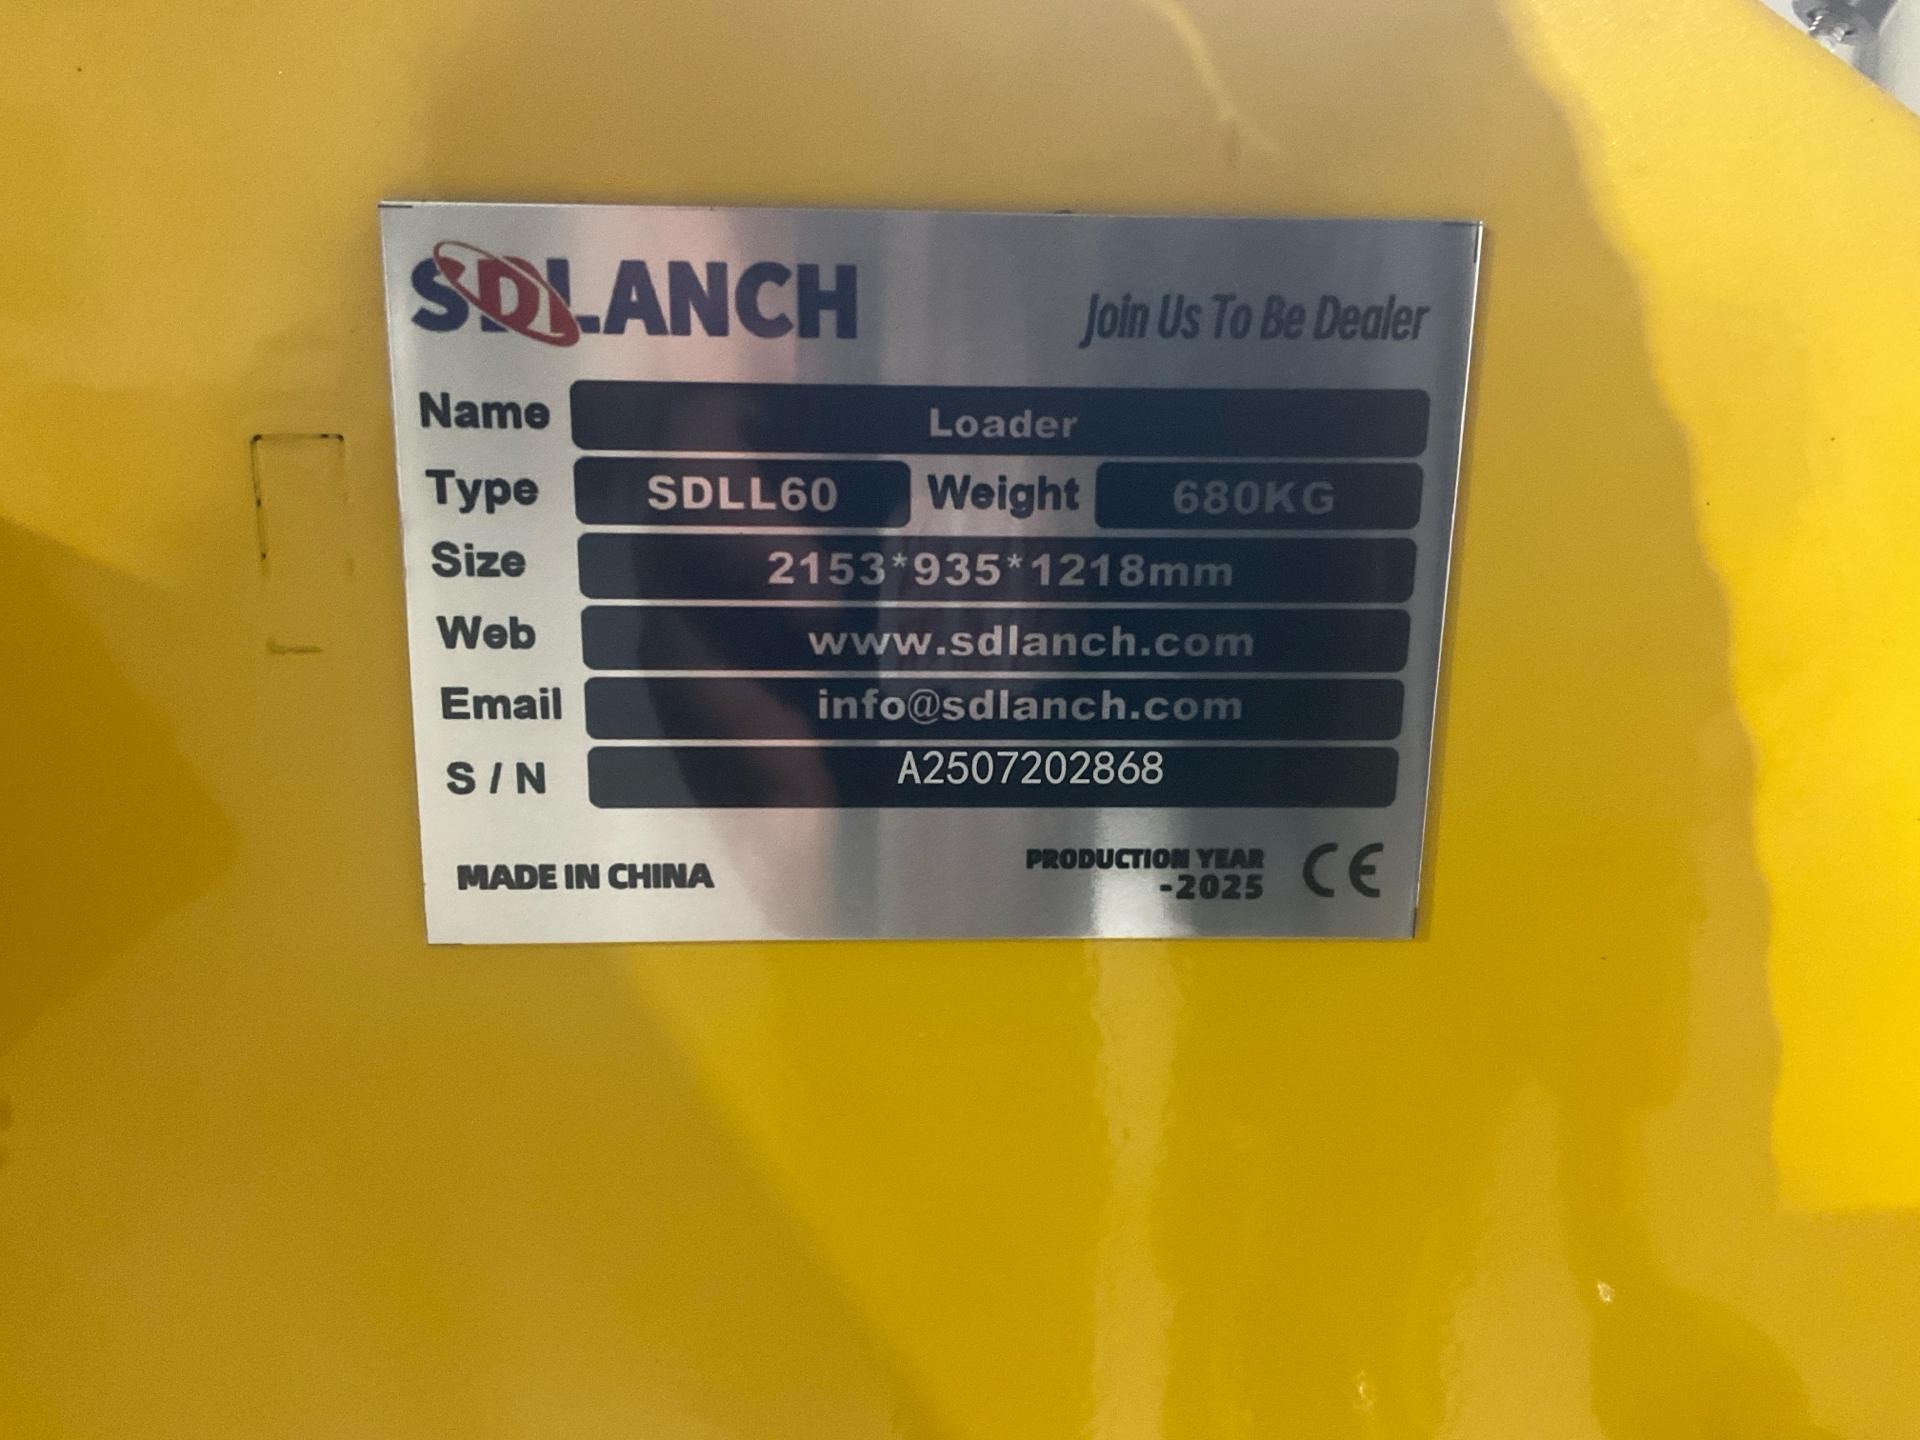 SDLANCH
Join Us To Be Dealer
Name Loader
Type SDLL60 Weight 680KG
Size 2153*935*1218mm
Web www.sdlanch.com
Email info@sdlanch.com
S / N A2507202868
MADE IN CHINA
PRODUCTION YEAR
-2025
CE